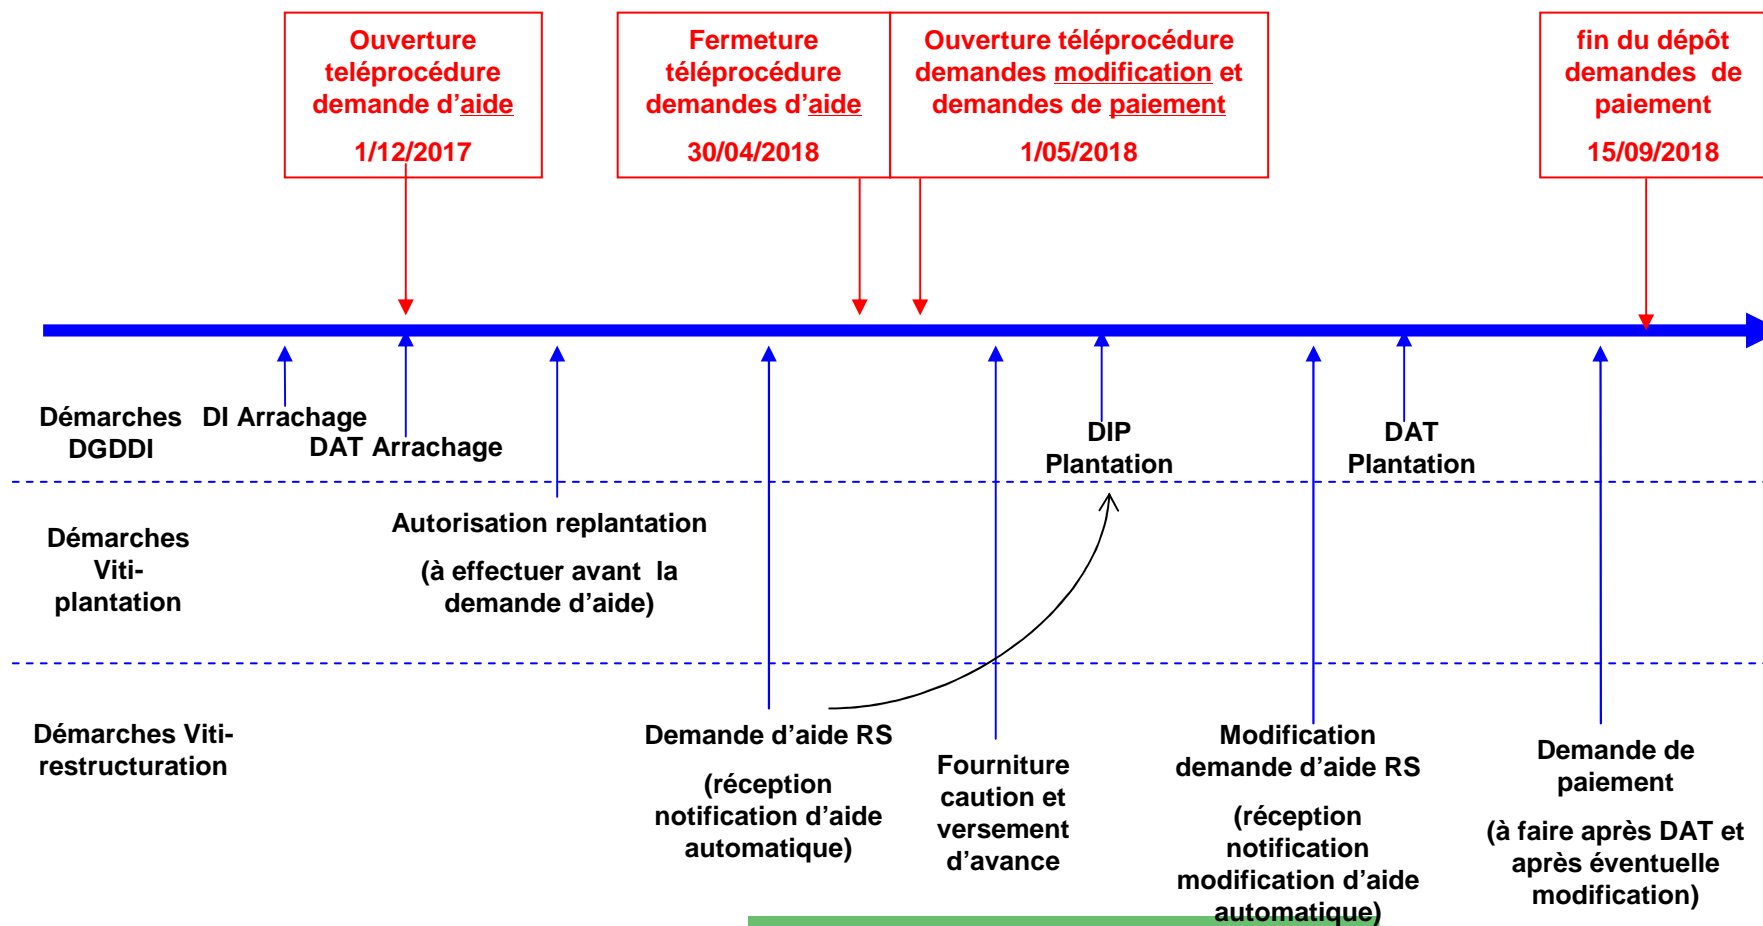 Ouverture
teléprocédure
demande d'aide
1/12/2017
Fermeture
téléprocédure
demandes d'aide
30/04/2018
Ouverture téléprocédure
demandes modification et
demandes de paiement
1/05/2018
fin du dépôt
demandes de
paiement
15/09/2018
Démarches
DGDDI
DI Arrachage
DAT Arrachage
DIP
Plantation
DAT
Plantation
Démarches
Viti-
plantation
Autorisation replantation
(à effectuer avant la
demande d'aide)
Démarches Viti-
restructuration
Demande d'aide RS
(réception
notification d'aide
automatique)
Fourniture
caution et
versement
d'avance
Modification
demande d'aide RS
(réception
notification
modification d'aide
automatique)
Demande de
paiement
(à faire après DAT et
après éventuelle
modification)